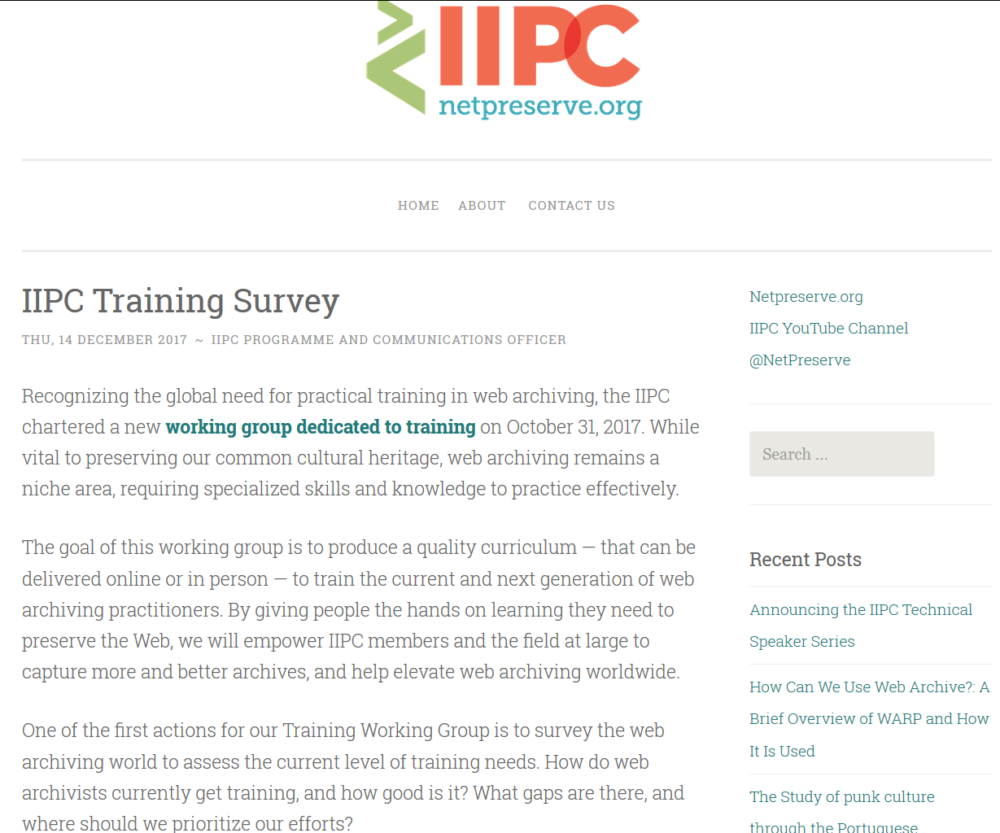 IIPC
netpreserve.org
HOME ABOUT CONTACT US
IIPC Training Survey
THU, 14 DECEMBER 2017 ~ IIPC PROGRAMME AND COMMUNICATIONS OFFICER
Recognizing the global need for practical training in web archiving, the IIPC
chartered a new working group dedicated to training on October 31, 2017. While
vital to preserving our common cultural heritage, web archiving remains a
niche area, requiring specialized skills and knowledge to practice effectively.
The goal of this working group is to produce a quality curriculum — that can be
delivered online or in person — to train the current and next generation of web
archiving practitioners. By giving people the hands on learning they need to
preserve the Web, we will empower IIPC members and the field at large to
capture more and better archives, and help elevate web archiving worldwide.
One of the first actions for our Training Working Group is to survey the web
archiving world to assess the current level of training needs. How do web
archivists currently get training, and how good is it? What gaps are there, and
where should we prioritize our efforts?
Netpreserve.org
IIPC YouTube Channel
@NetPreserve
Search ...
Recent Posts
Announcing the IIPC Technical
Speaker Series
How Can We Use Web Archive?: A
Brief Overview of WARP and How
It Is Used
The Study of punk culture
through the Portuguese